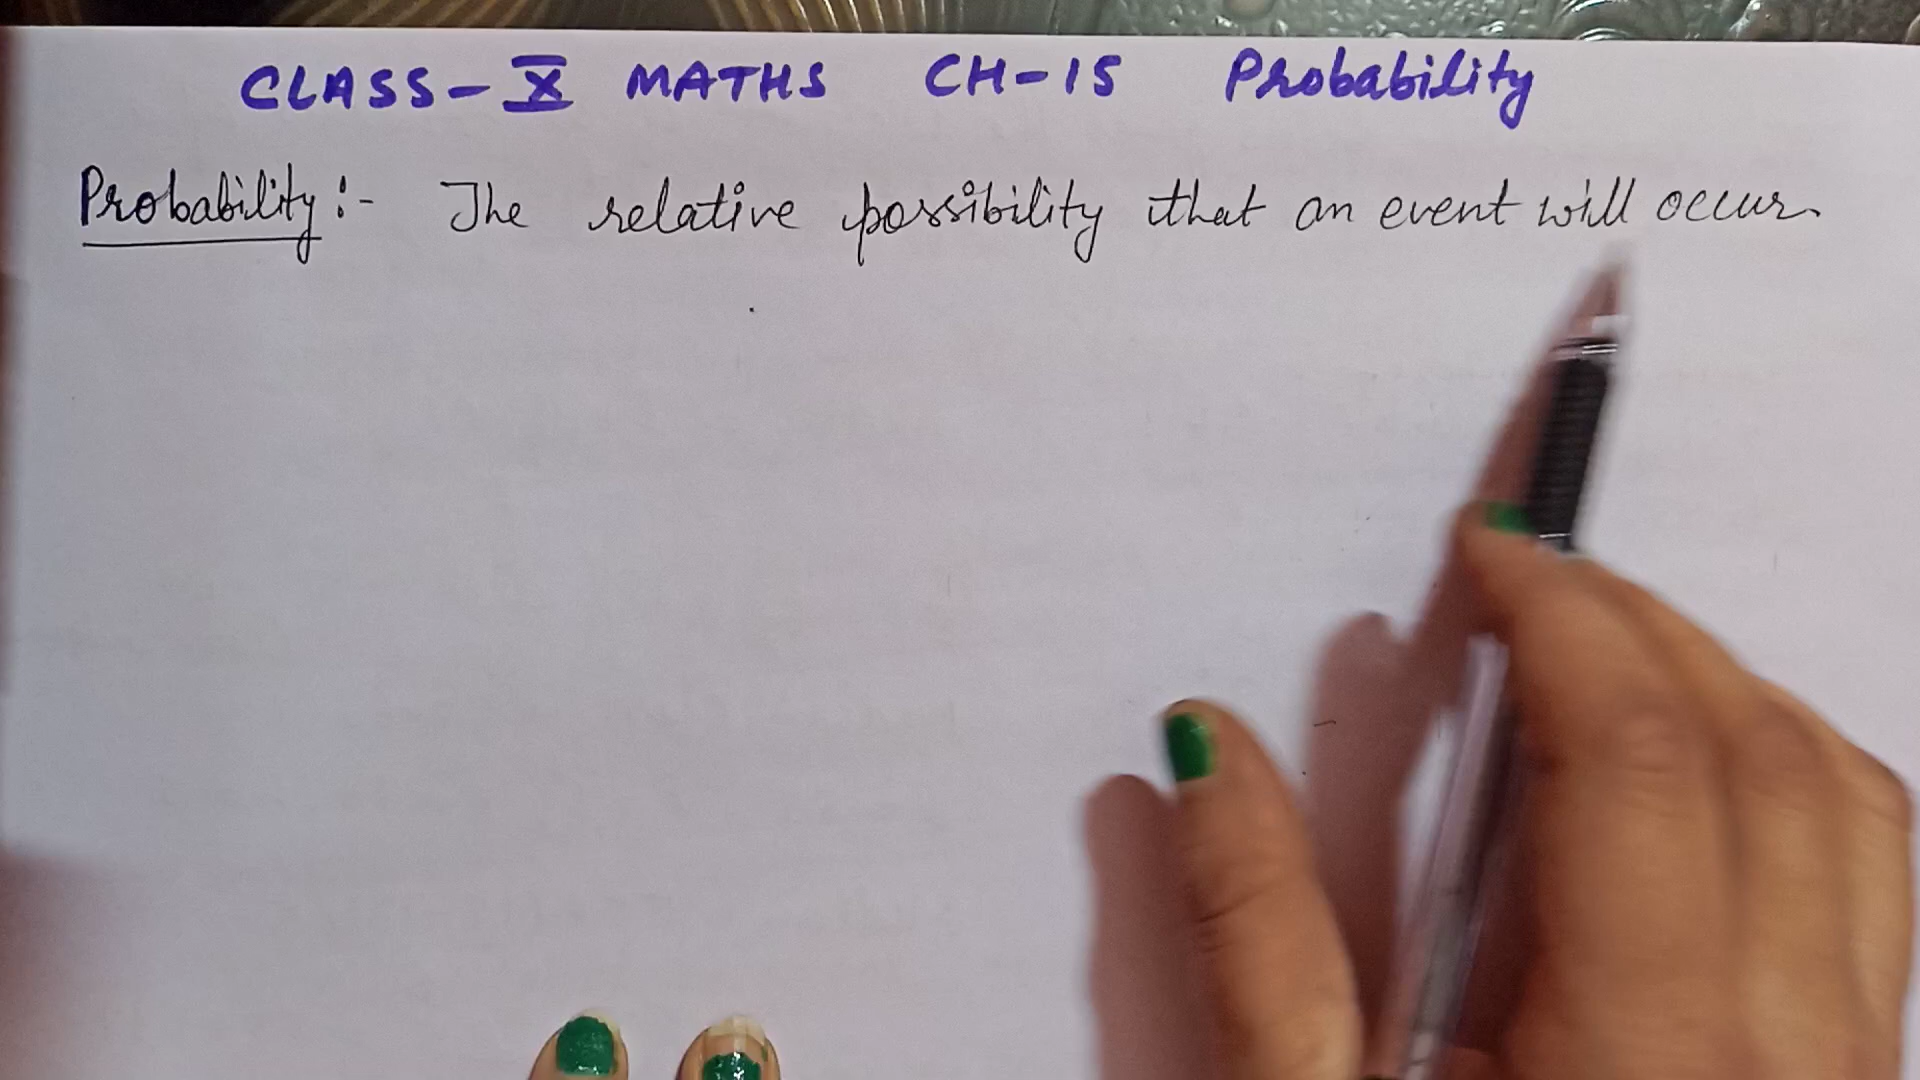 CLASS-X MATHS CH-15 Probability
Probability:- The relative possibility that an event will occur.